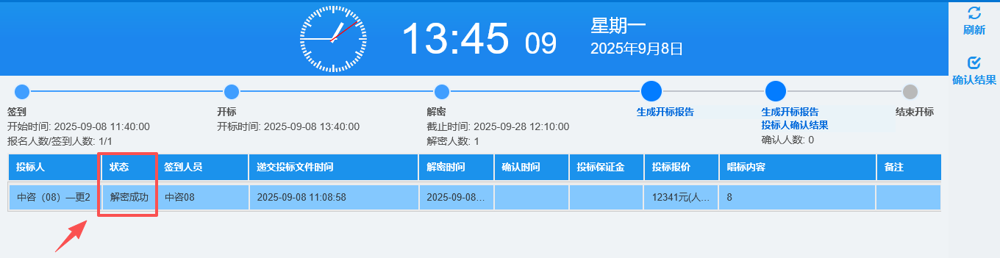 13:45 09
星期一
2025年9月8日
刷新
确认结果
签到
开始时间: 2025-09-08 11:40:00
报名人数/签到人数: 1/1
开标
开标时间: 2025-09-08 13:40:00
解密
截止时间: 2025-09-28 12:10:00
解密人数: 1
生成开标报告
生成开标报告
投标人确认结果
确认人数: 0
结束开标
投标人 状态 签到人员 递交投标文件时间 解密时间 确认时间 投标保证金 投标报价 唱标内容 备注
中咨（08）—更2 解密成功 中咨08 2025-09-08 11:08:58 2025-09-08... 12341元(人... 8